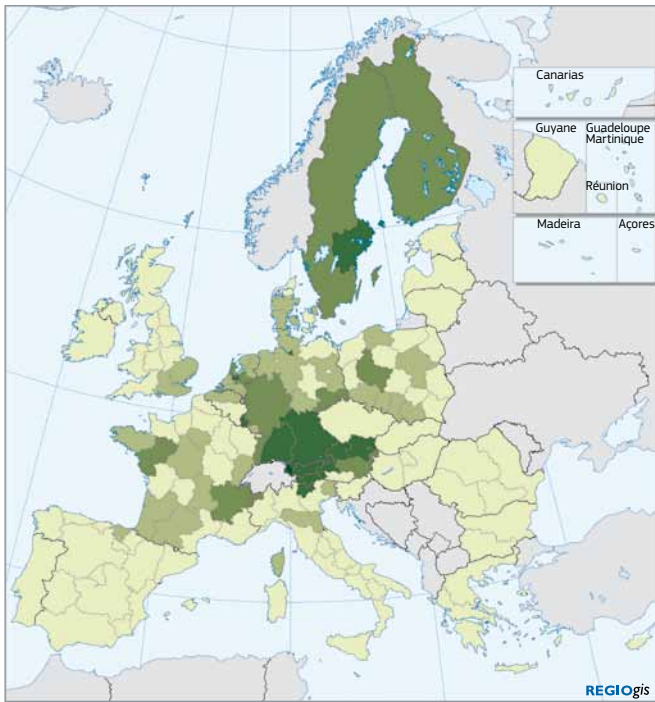 Canarias
Guyane
Guadeloupe
Martinique
Réunion
Madeira
Açores
REGIOgis